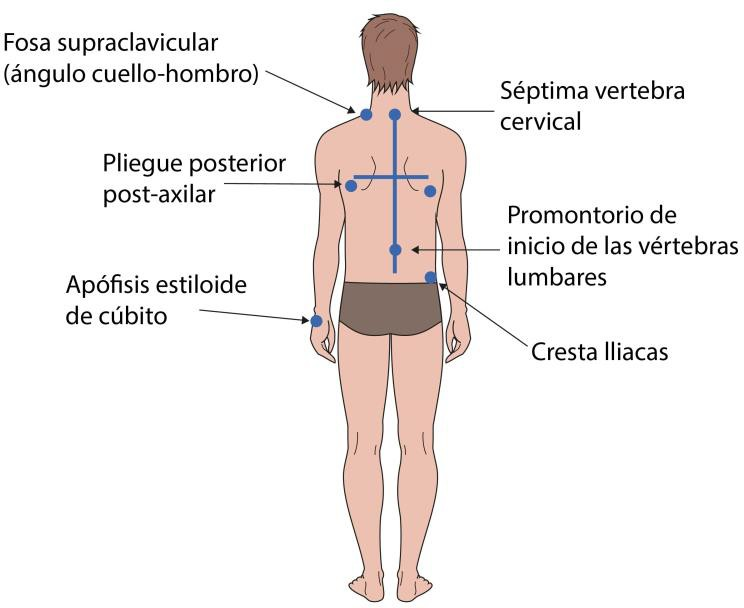 Fosa supraclavicular
(ángulo cuello-hombro)
Séptima vertebra
cervical
Pliegue posterior
post-axilar
Promontorio de
inicio de las vértebras
lumbares
Apófisis estiloide
de cúbito
Cresta lliacas